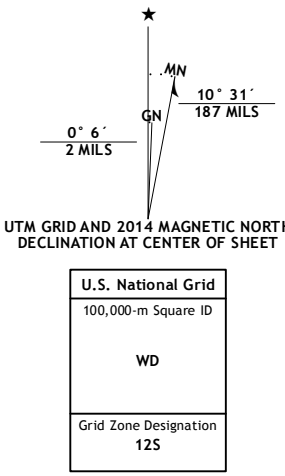 ★
MN
GN
10° 31´
187 MILS
0° 6´
2 MILS
UTM GRID AND 2014 MAGNETIC NORTH
DECLINATION AT CENTER OF SHEET
U.S. National Grid
100,000-m Square ID
WD
Grid Zone Designation
12S